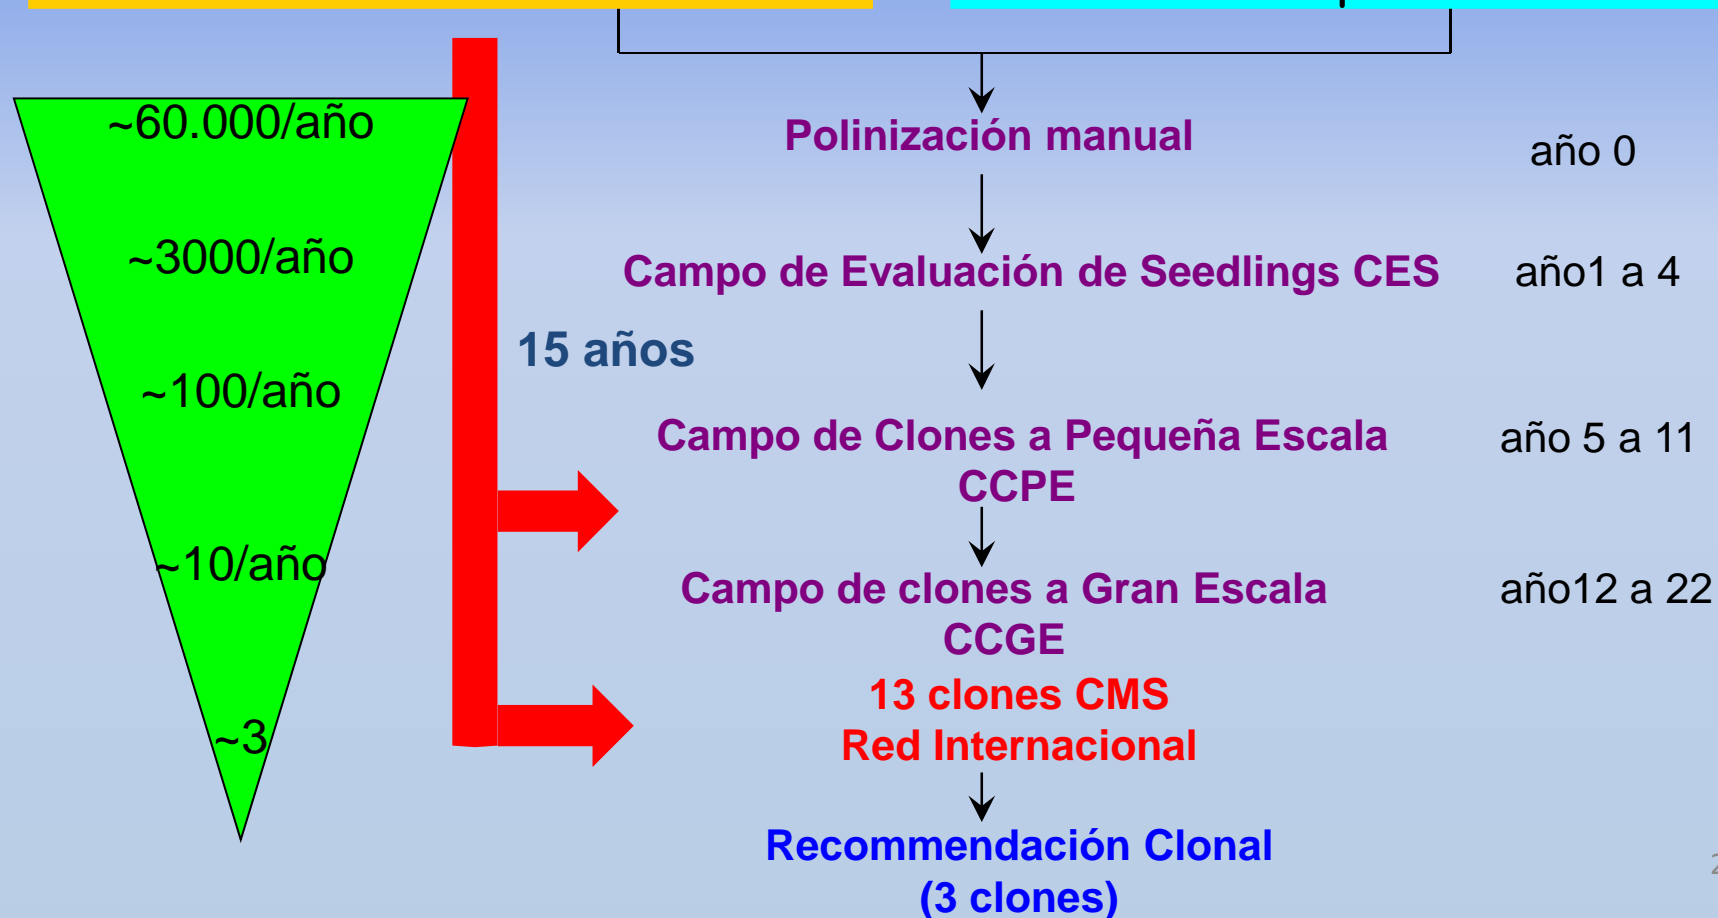 ~60.000/año
Polinización manual
año 0
~3000/año
Campo de Evaluación de Seedlings CES
año1 a 4
15 años
~100/año
Campo de Clones a Pequeña Escala
CCPE
año 5 a 11
~10/año
Campo de clones a Gran Escala
CCGE
año12 a 22
13 clones CMS
Red Internacional
~3
Recommendación Clonal
(3 clones)